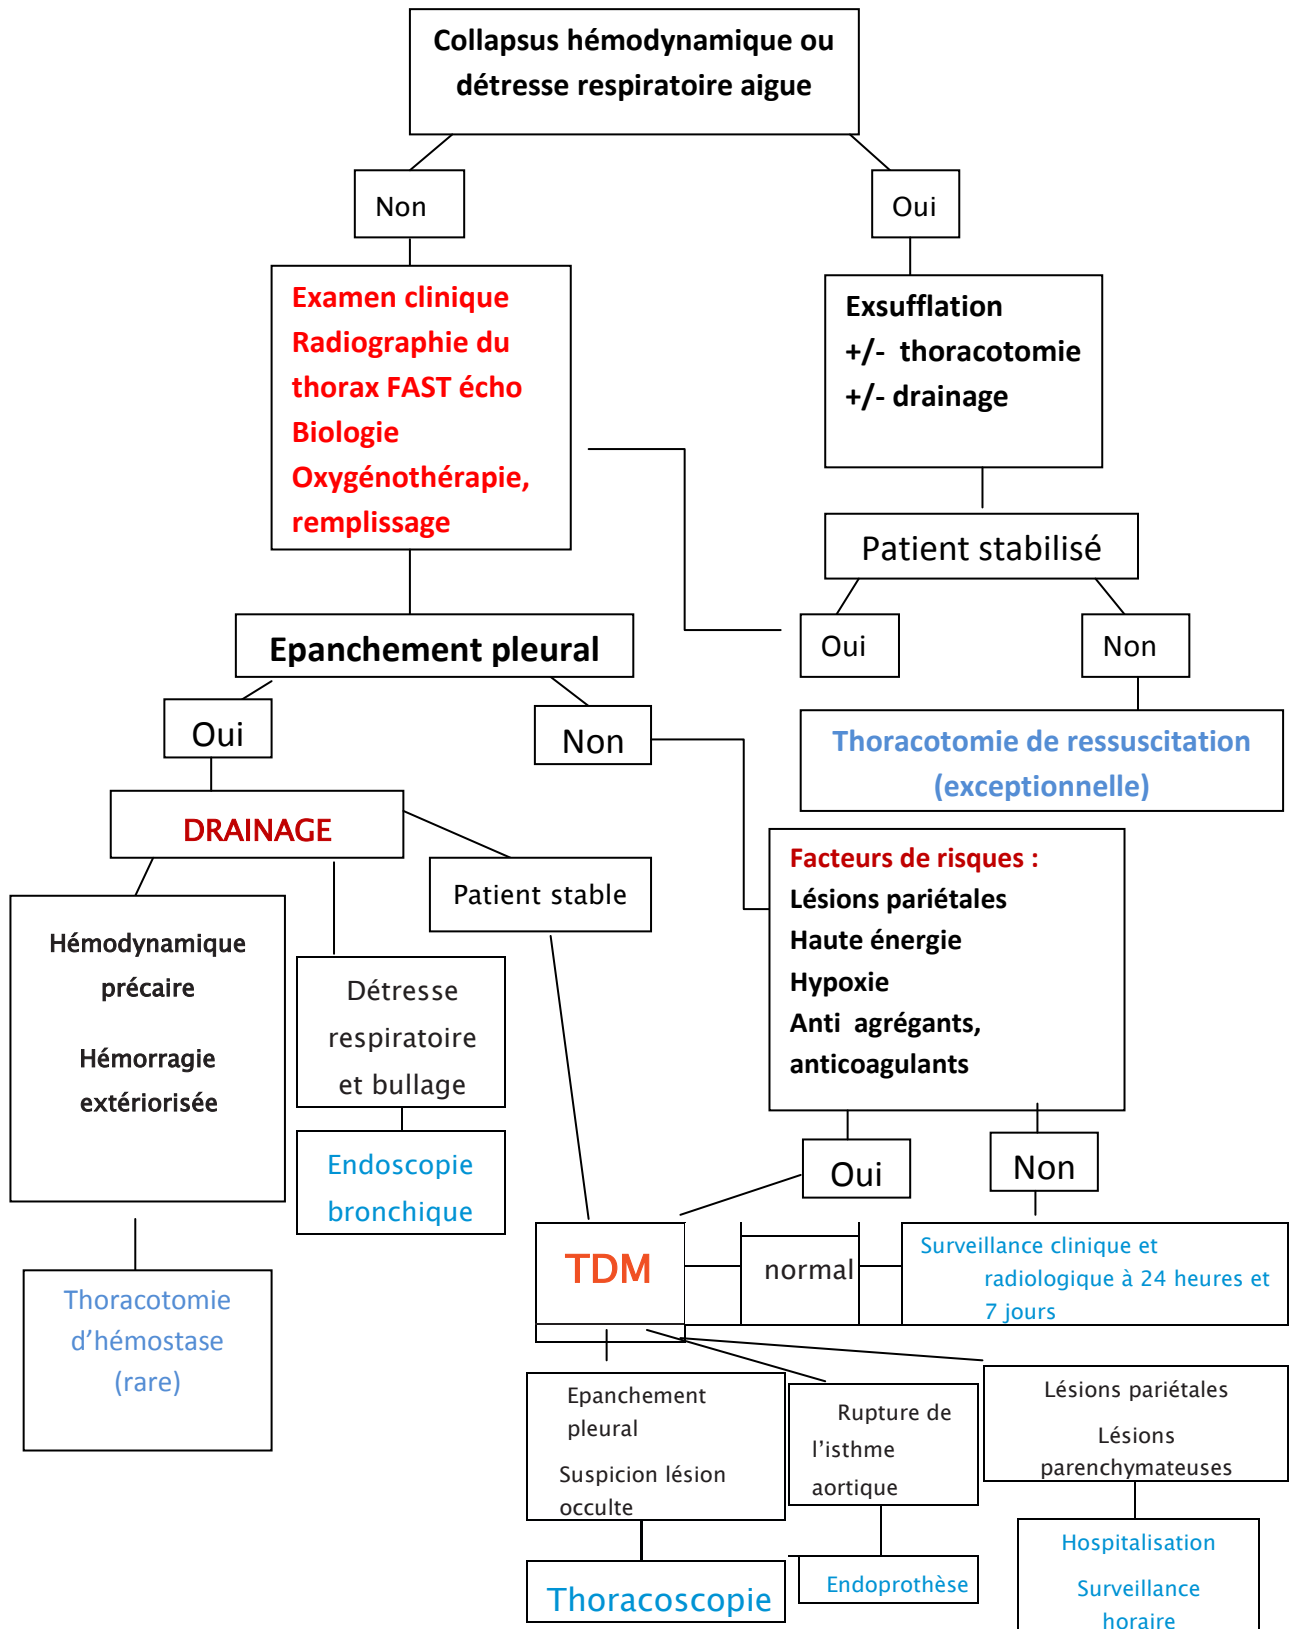 Collapsus hémodynamique ou
détresse respiratoire aigue
Non
Oui
Examen clinique
Radiographie du
thorax FAST écho
Biologie
Oxygénothérapie,
remplissage
Exsufflation
+/- thoracotomie
+/- drainage
Patient stabilisé
Oui
Non
Epanchement pleural
Oui
Non
Thoracotomie de ressuscitation
(exceptionnelle)
DRAINAGE
Patient stable
Facteurs de risques :
Lésions pariétales
Haute énergie
Hypoxie
Anti agrégants,
anticoagulants
Hémodynamique
précaire
Hémorragie
extériorisée
Détresse
respiratoire
et bullage
Endoscopie
bronchique
Oui
Non
TDM
normal
Surveillance clinique et
radiologique à 24 heures et
7 jours
Thoracotomie
d’hémostase
(rare)
Epanchement
pleural
Suspicion lésion
occulte
Rupture de
l’isthme
aortique
Lésions pariétales
Lésions
parenchymateuses
Thoracoscopie
Endoprothèse
Hospitalisation
Surveillance
horaire